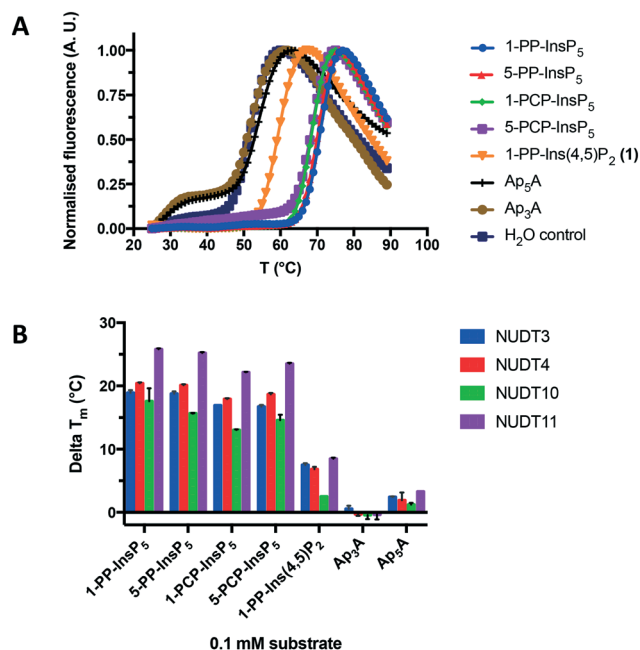 A
Normalised fluorescence (A. U.)
1.00
0.75
0.50
0.25
0.00
20 30 40 50 60 70 80 90 100
T (°C)
1-PP-InsP₅
5-PP-InsP₅
1-PCP-InsP₅
5-PCP-InsP₅
1-PP-Ins(4,5)P₂ (1)
Ap₅A
Ap₃A
H₂O control
B
Delta Tₘ (°C)
30
20
10
0
1-PP-InsP₅
5-PP-InsP₅
1-PCP-InsP₅
5-PCP-InsP₅
1-PP-Ins(4,5)P₂
Ap₃A
Ap₅A
0.1 mM substrate
NUDT3
NUDT4
NUDT10
NUDT11